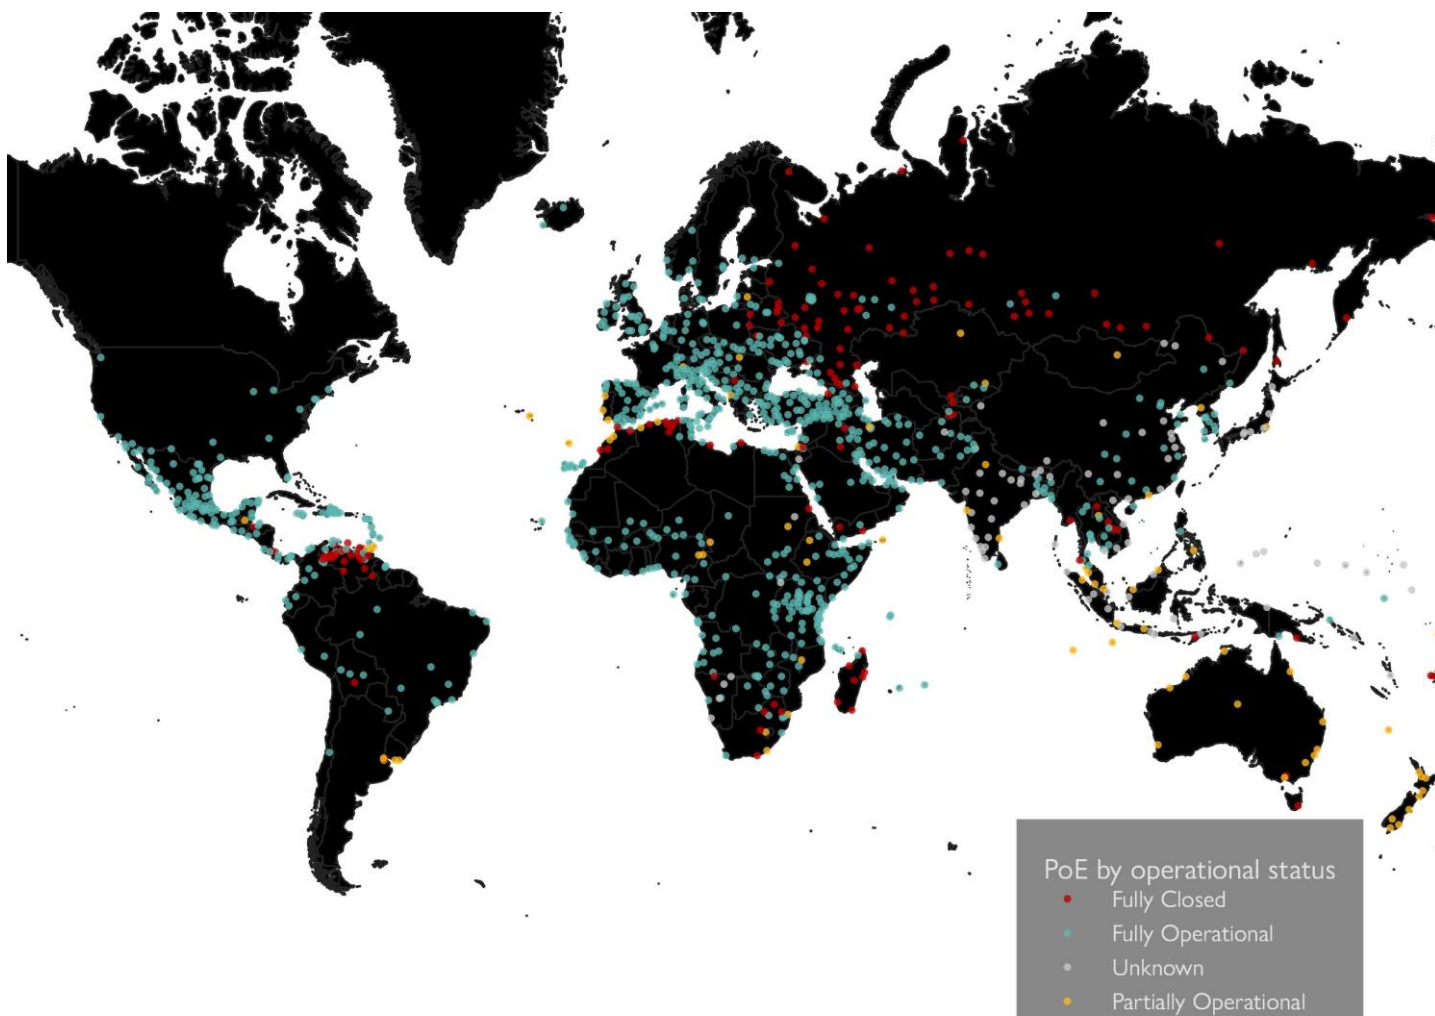 PoE by operational status
Fully Closed
Fully Operational
Unknown
Partially Operational